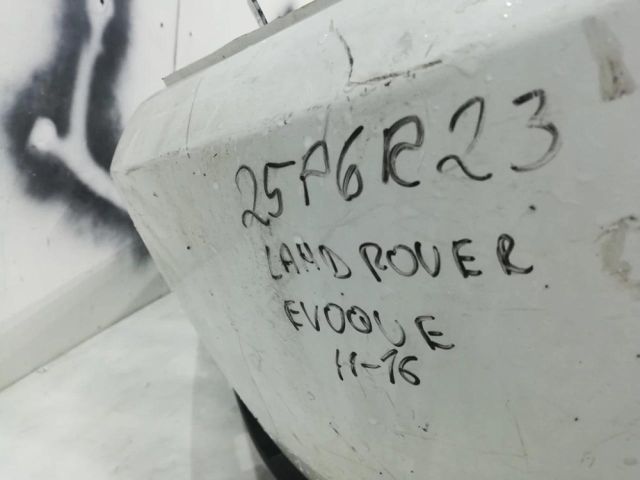 25P6R23
LAND ROVER
EVOQUE
11-16